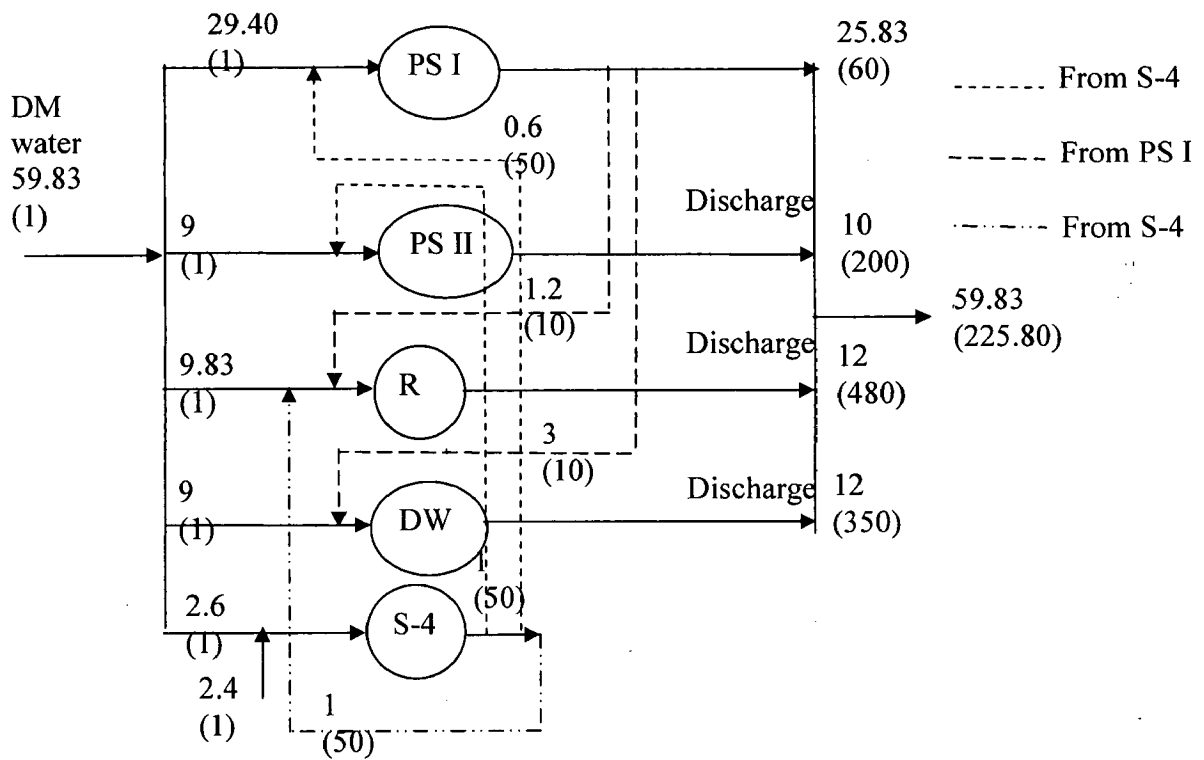 29.40
(1)
PS I
25.83
(60)
From S-4
DM
water
59.83
(1)
0.6
(50)
From PS I
9
(1)
PS II
Discharge
10
(200)
From S-4
1.2
(10)
59.83
(225.80)
9.83
(1)
R
Discharge
12
(480)
3
(10)
9
(1)
DW
Discharge
12
(350)
1
(50)
2.6
(1)
S-4
2.4
(1)
1
(50)